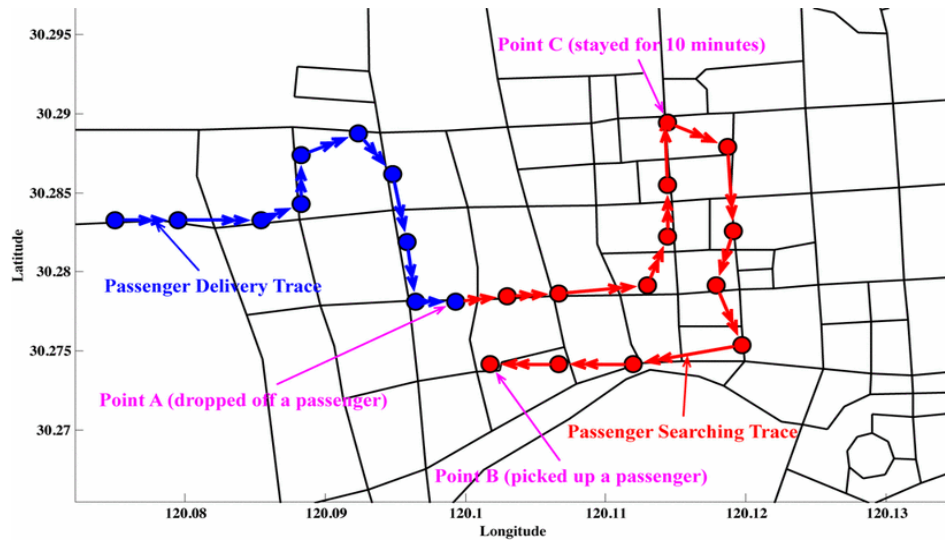 30.295
Point C (stayed for 10 minutes)
30.29
30.285
Latitude
30.28
Passenger Delivery Trace
30.275
Point A (dropped off a passenger)
30.27
Passenger Searching Trace
Point B (picked up a passenger)
120.08 120.09 120.1 120.11 120.12 120.13
Longitude